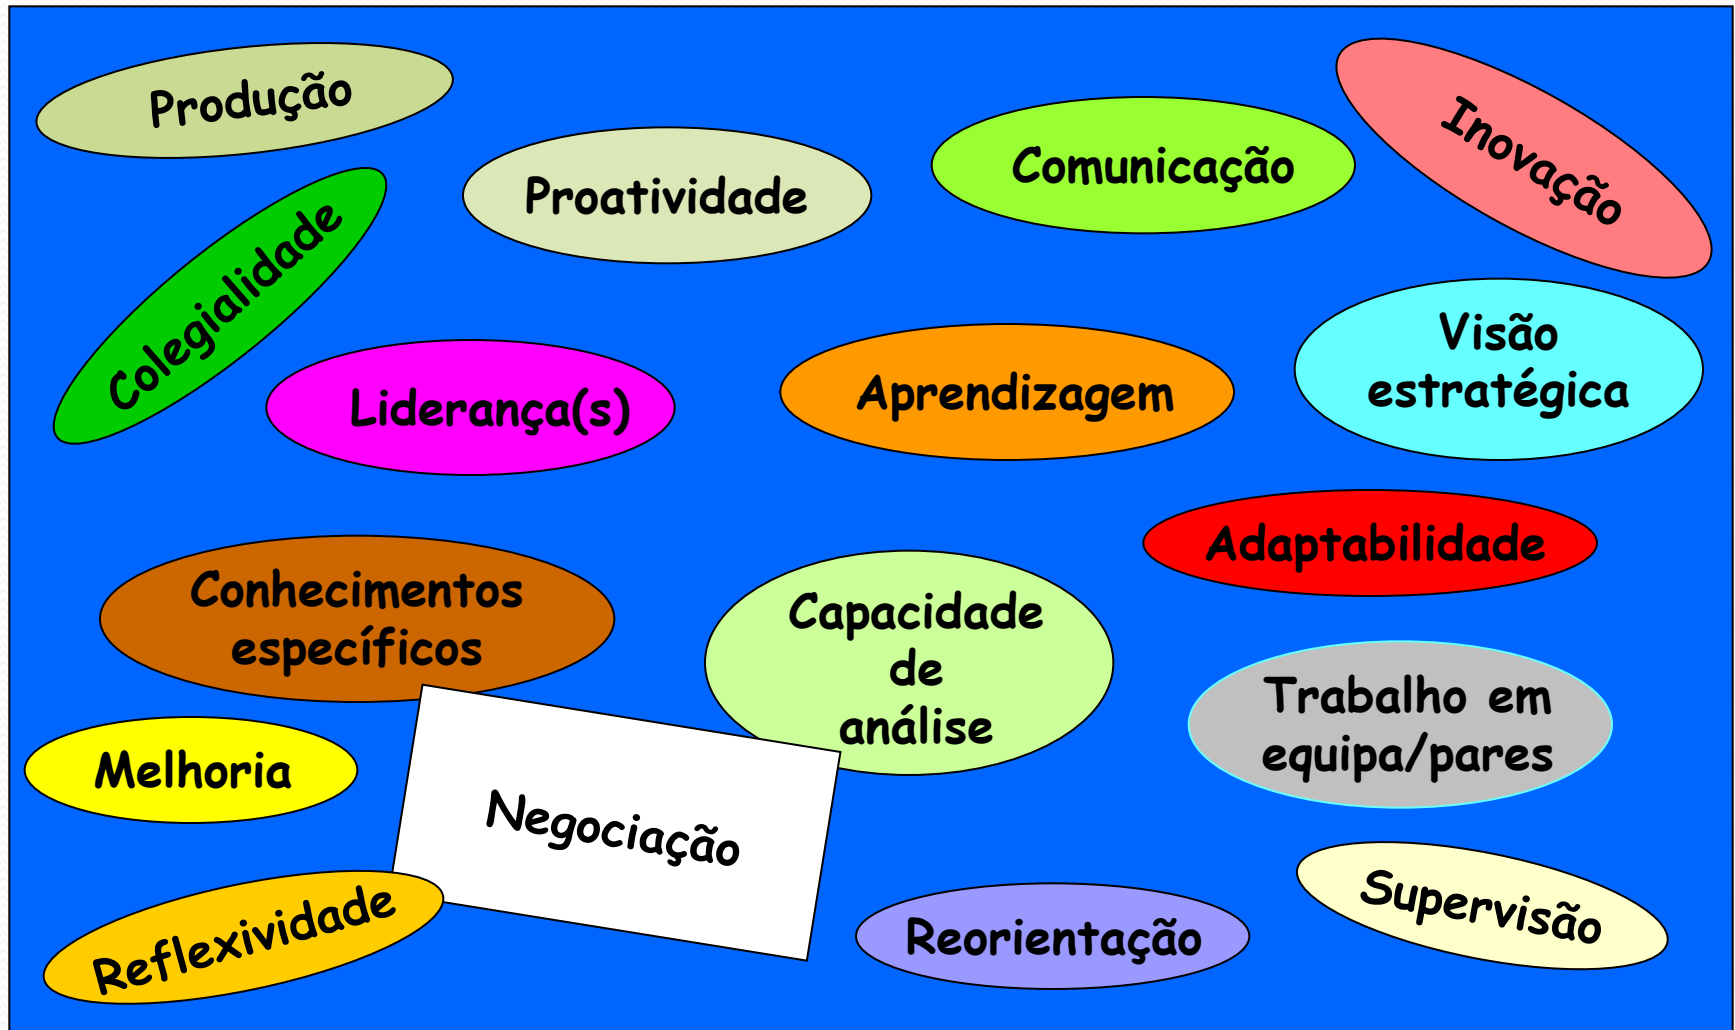 Produção
Proatividade
Comunicação
Inovação
Colegialidade
Liderança(s)
Aprendizagem
Visão
estratégica
Adaptabilidade
Conhecimentos
específicos
Capacidade
de
análise
Trabalho em
equipa/pares
Melhoria
Negociação
Reflexividade
Reorientação
Supervisão